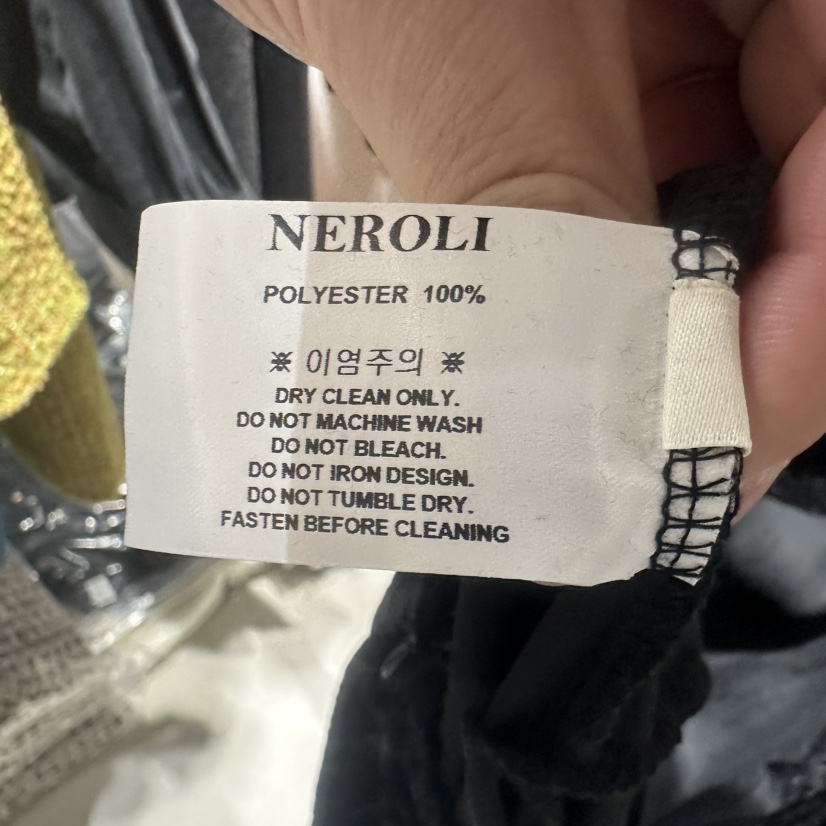 NEROLI
POLYESTER 100%
※ 이염주의 ※
DRY CLEAN ONLY.
DO NOT MACHINE WASH
DO NOT BLEACH.
DO NOT IRON DESIGN.
DO NOT TUMBLE DRY.
FASTEN BEFORE CLEANING